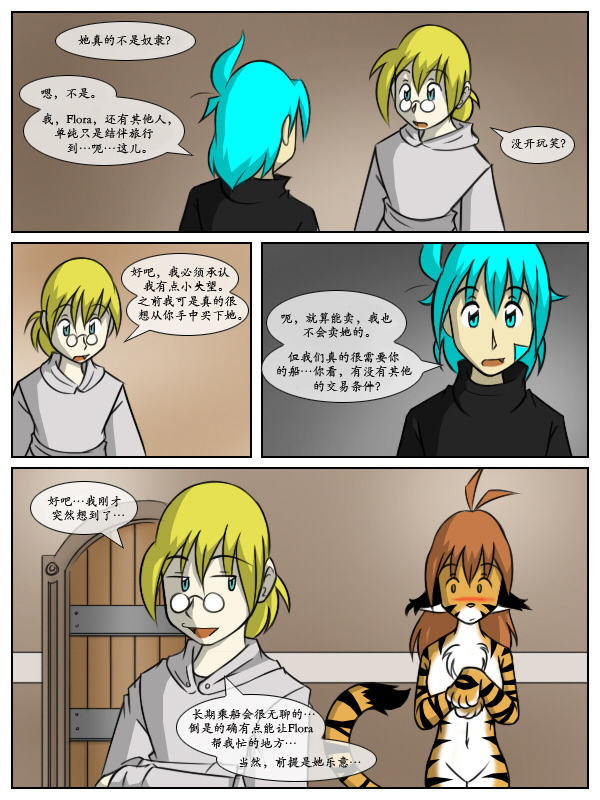 她真的不是奴隶?
嗯，不是。
我，Flora，还有其他人，
单纯只是结伴旅行
到…呃…这儿。
没开玩笑?
好吧，我必须承认
我有点小失望。
之前我可是真的很
想从你手中买下她。
呃，就算能卖，我也
不会卖她的。
但我们真的很需要你
的船…你看，有没有其他
的交易条件?
好吧…我刚才
突然想到了…
长期乘船会很无聊的…
倒是的确有点能让Flora
帮我忙的地方…
当然，前提是她乐意…